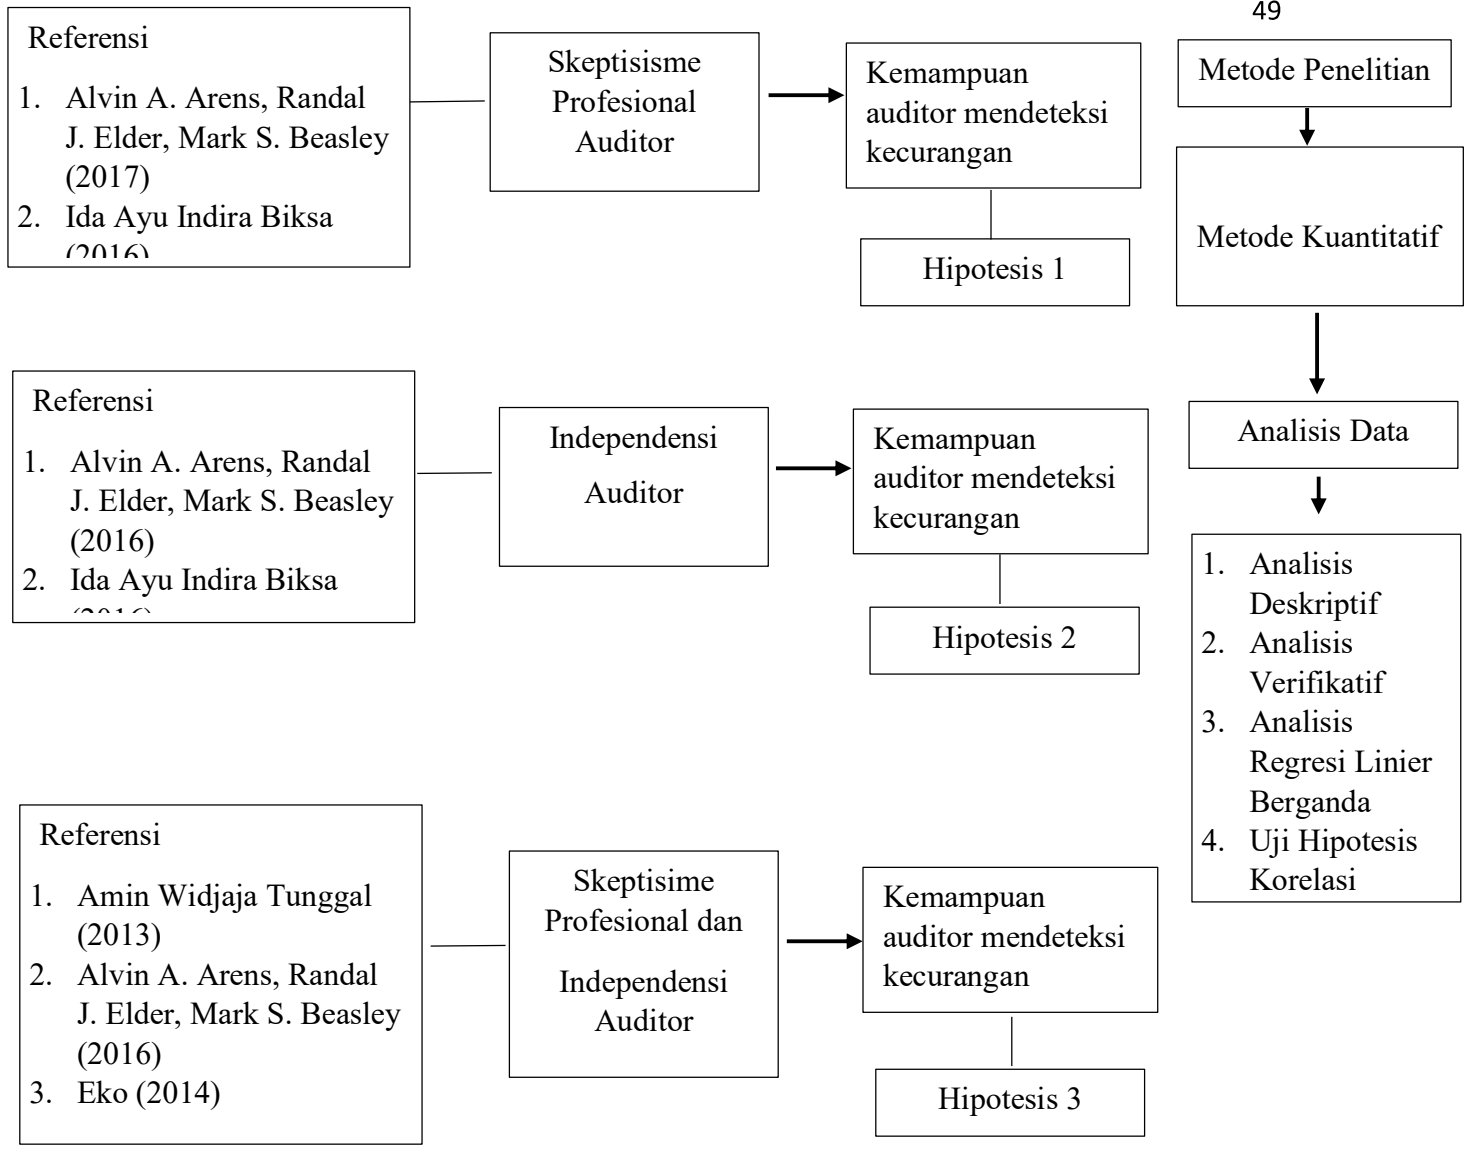 49
Referensi
1. Alvin A. Arens, Randal
J. Elder, Mark S. Beasley
(2017)
2. Ida Ayu Indira Biksa
(2016)
Skeptisisme
Profesional
Auditor
Kemampuan
auditor mendeteksi
kecurangan
Hipotesis 1
Referensi
1. Alvin A. Arens, Randal
J. Elder, Mark S. Beasley
(2016)
2. Ida Ayu Indira Biksa
(2016)
Independensi
Auditor
Kemampuan
auditor mendeteksi
kecurangan
Hipotesis 2
Referensi
1. Amin Widjaja Tunggal
(2013)
2. Alvin A. Arens, Randal
J. Elder, Mark S. Beasley
(2016)
3. Eko (2014)
Skeptisime
Profesional dan
Independensi
Auditor
Kemampuan
auditor mendeteksi
kecurangan
Hipotesis 3
Metode Penelitian
Metode Kuantitatif
Analisis Data
1. Analisis
Deskriptif
2. Analisis
Verifikatif
3. Analisis
Regresi Linier
Berganda
4. Uji Hipotesis
Korelasi